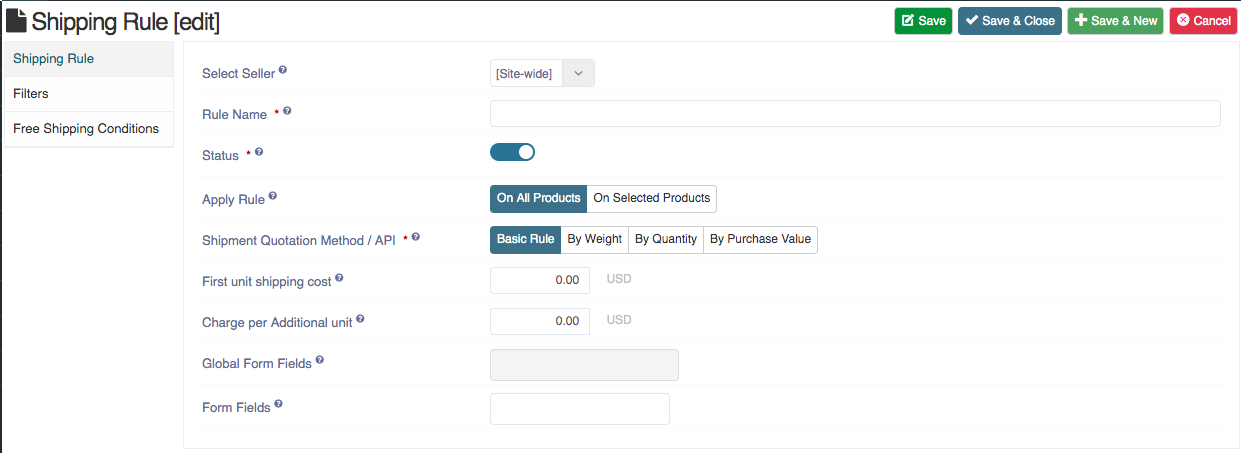 Shipping Rule [edit]
Save
Save & Close
Save & New
Cancel
Shipping Rule
Filters
Free Shipping Conditions
Select Seller ?
[Site-wide]
Rule Name * ?
Status * ?
Apply Rule ?
On All Products
On Selected Products
Shipment Quotation Method / API * ?
Basic Rule
By Weight
By Quantity
By Purchase Value
First unit shipping cost ?
0.00
USD
Charge per Additional unit ?
0.00
USD
Global Form Fields ?
Form Fields ?